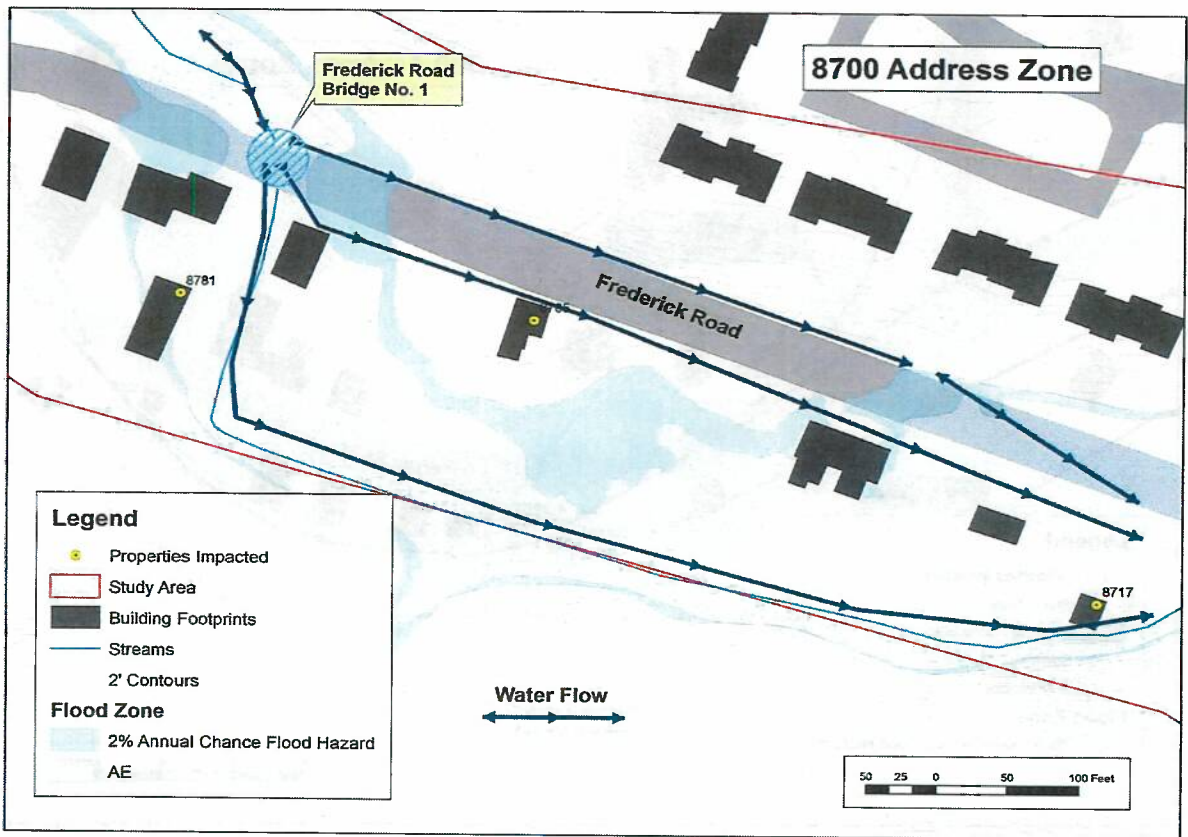 8700 Address Zone
Frederick Road
Bridge No. 1
8781
Frederick Road
8717
Legend
Properties Impacted
Study Area
Building Footprints
Streams
2' Contours
Flood Zone
2% Annual Chance Flood Hazard
AE
Water Flow
50 25 0 50 100 Feet